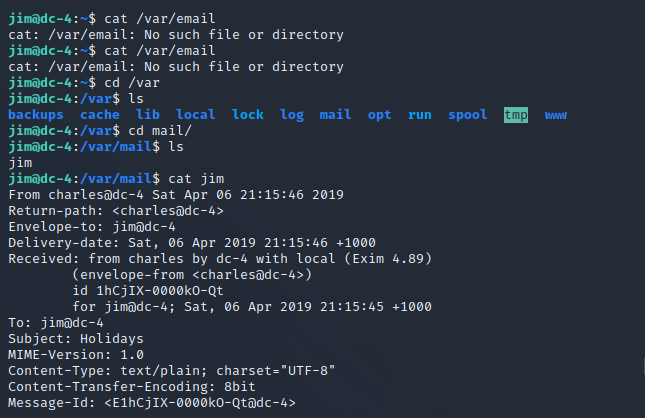 jim@dc-4:~$ cat /var/email
cat: /var/email: No such file or directory
jim@dc-4:~$ cat /var/email
cat: /var/email: No such file or directory
jim@dc-4:~$ cd /var
jim@dc-4:/var$ ls
backups  cache  lib  local  lock  log  mail  opt  run  spool  tmp  www
jim@dc-4:/var$ cd mail/
jim@dc-4:/var/mail$ ls
jim
jim@dc-4:/var/mail$ cat jim
From charles@dc-4 Sat Apr 06 21:15:46 2019
Return-path: <charles@dc-4>
Envelope-to: jim@dc-4
Delivery-date: Sat, 06 Apr 2019 21:15:46 +1000
Received: from charles by dc-4 with local (Exim 4.89)
        (envelope-from <charles@dc-4>)
        id 1hCjIX-0000kO-Qt
        for jim@dc-4; Sat, 06 Apr 2019 21:15:45 +1000
To: jim@dc-4
Subject: Holidays
MIME-Version: 1.0
Content-Type: text/plain; charset="UTF-8"
Content-Transfer-Encoding: 8bit
Message-Id: <E1hCjIX-0000kO-Qt@dc-4>